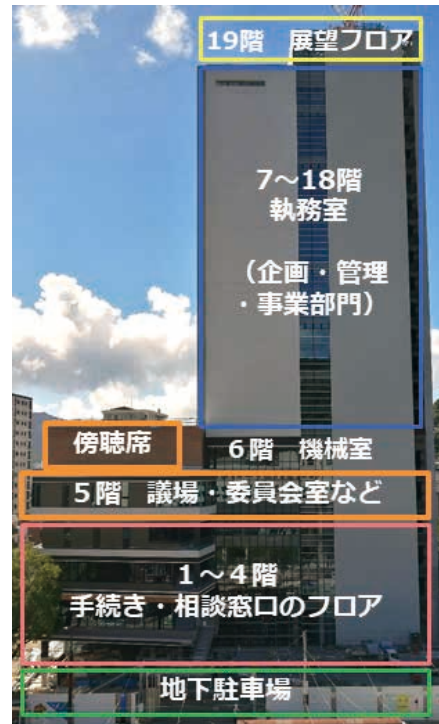 19階　展望フロア
7～18階
執務室
（企画・管理
・事業部門）
傍聴席
6階　機械室
5階　議場・委員会室など
1～4階
手続き・相談窓口のフロア
地下駐車場